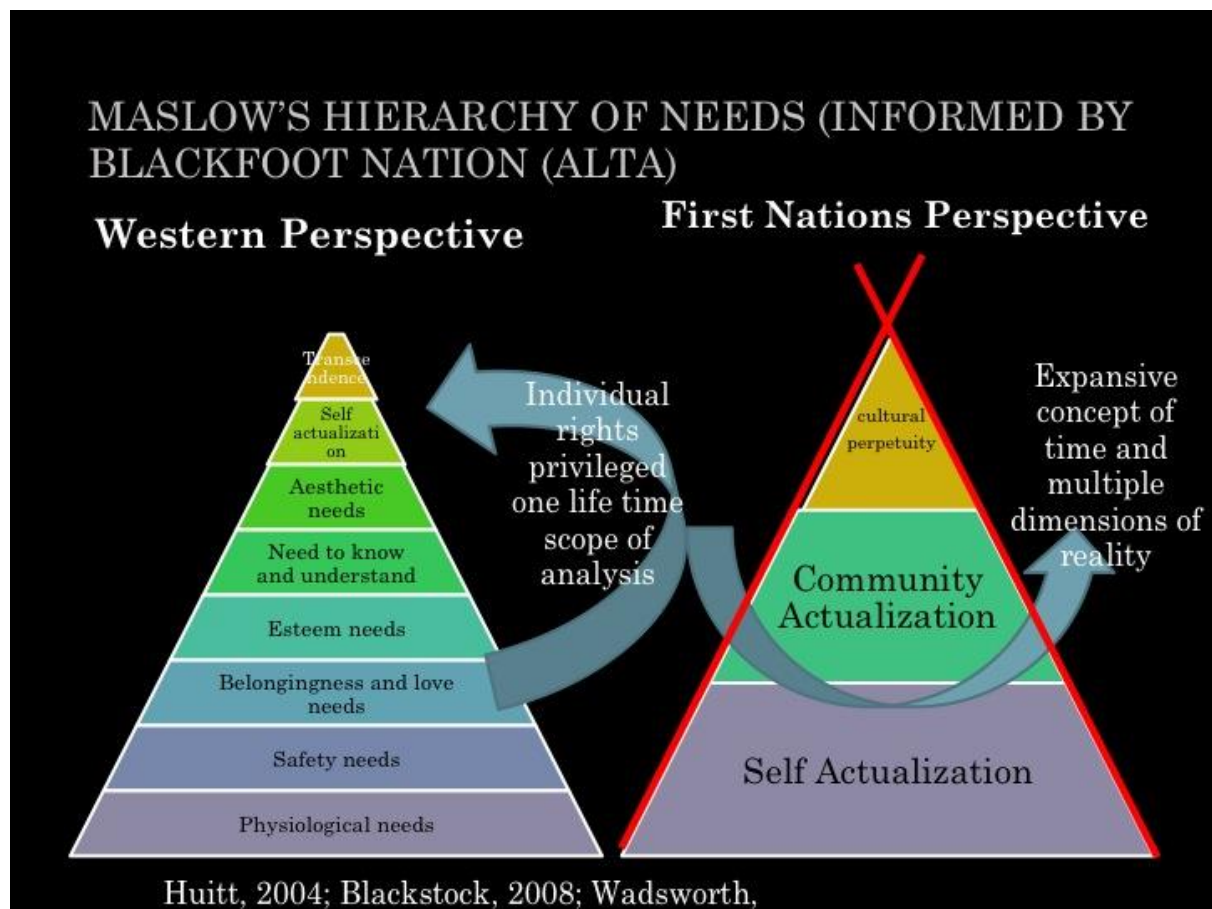 MASLOW'S HIERARCHY OF NEEDS (INFORMED BY
BLACKFOOT NATION (ALTA)
Western Perspective
Transce
ndence
Self
actualizati
on
Aesthetic
needs
Need to know
and understand
Esteem needs
Belongingness and love
needs
Safety needs
Physiological needs
Individual
rights
privileged
one life time
scope of
analysis
First Nations Perspective
cultural
perpetuity
Community
Actualization
Self Actualization
Expansive
concept of
time and
multiple
dimensions of
reality
Huitt, 2004; Blackstock, 2008; Wadsworth,